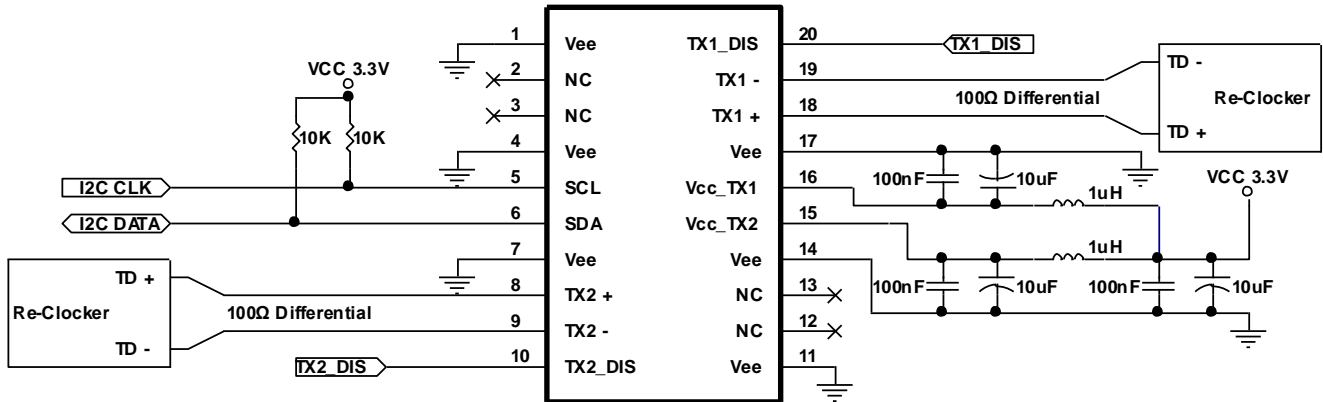 1 Vee
2 NC
3 NC
4 Vee
5 SCL
6 SDA
7 Vee
8 TX2 +
9 TX2 -
10 TX2_DIS
VCC 3.3V
10K 10K
I2C CLK
I2C DATA
Re-Clocker
TD +
TD -
100Ω Differential
TX2_DIS
TX1_DIS 20
TX1 - 19
TX1 + 18
Vee 17
Vcc_TX1 16
Vcc_TX2 15
Vee 14
NC 13
NC 12
Vee 11
TX1_DIS
TD -
Re-Clocker
TD +
100Ω Differential
100nF 10uF
1uH
VCC 3.3V
1uH
100nF 10uF 100nF 10uF